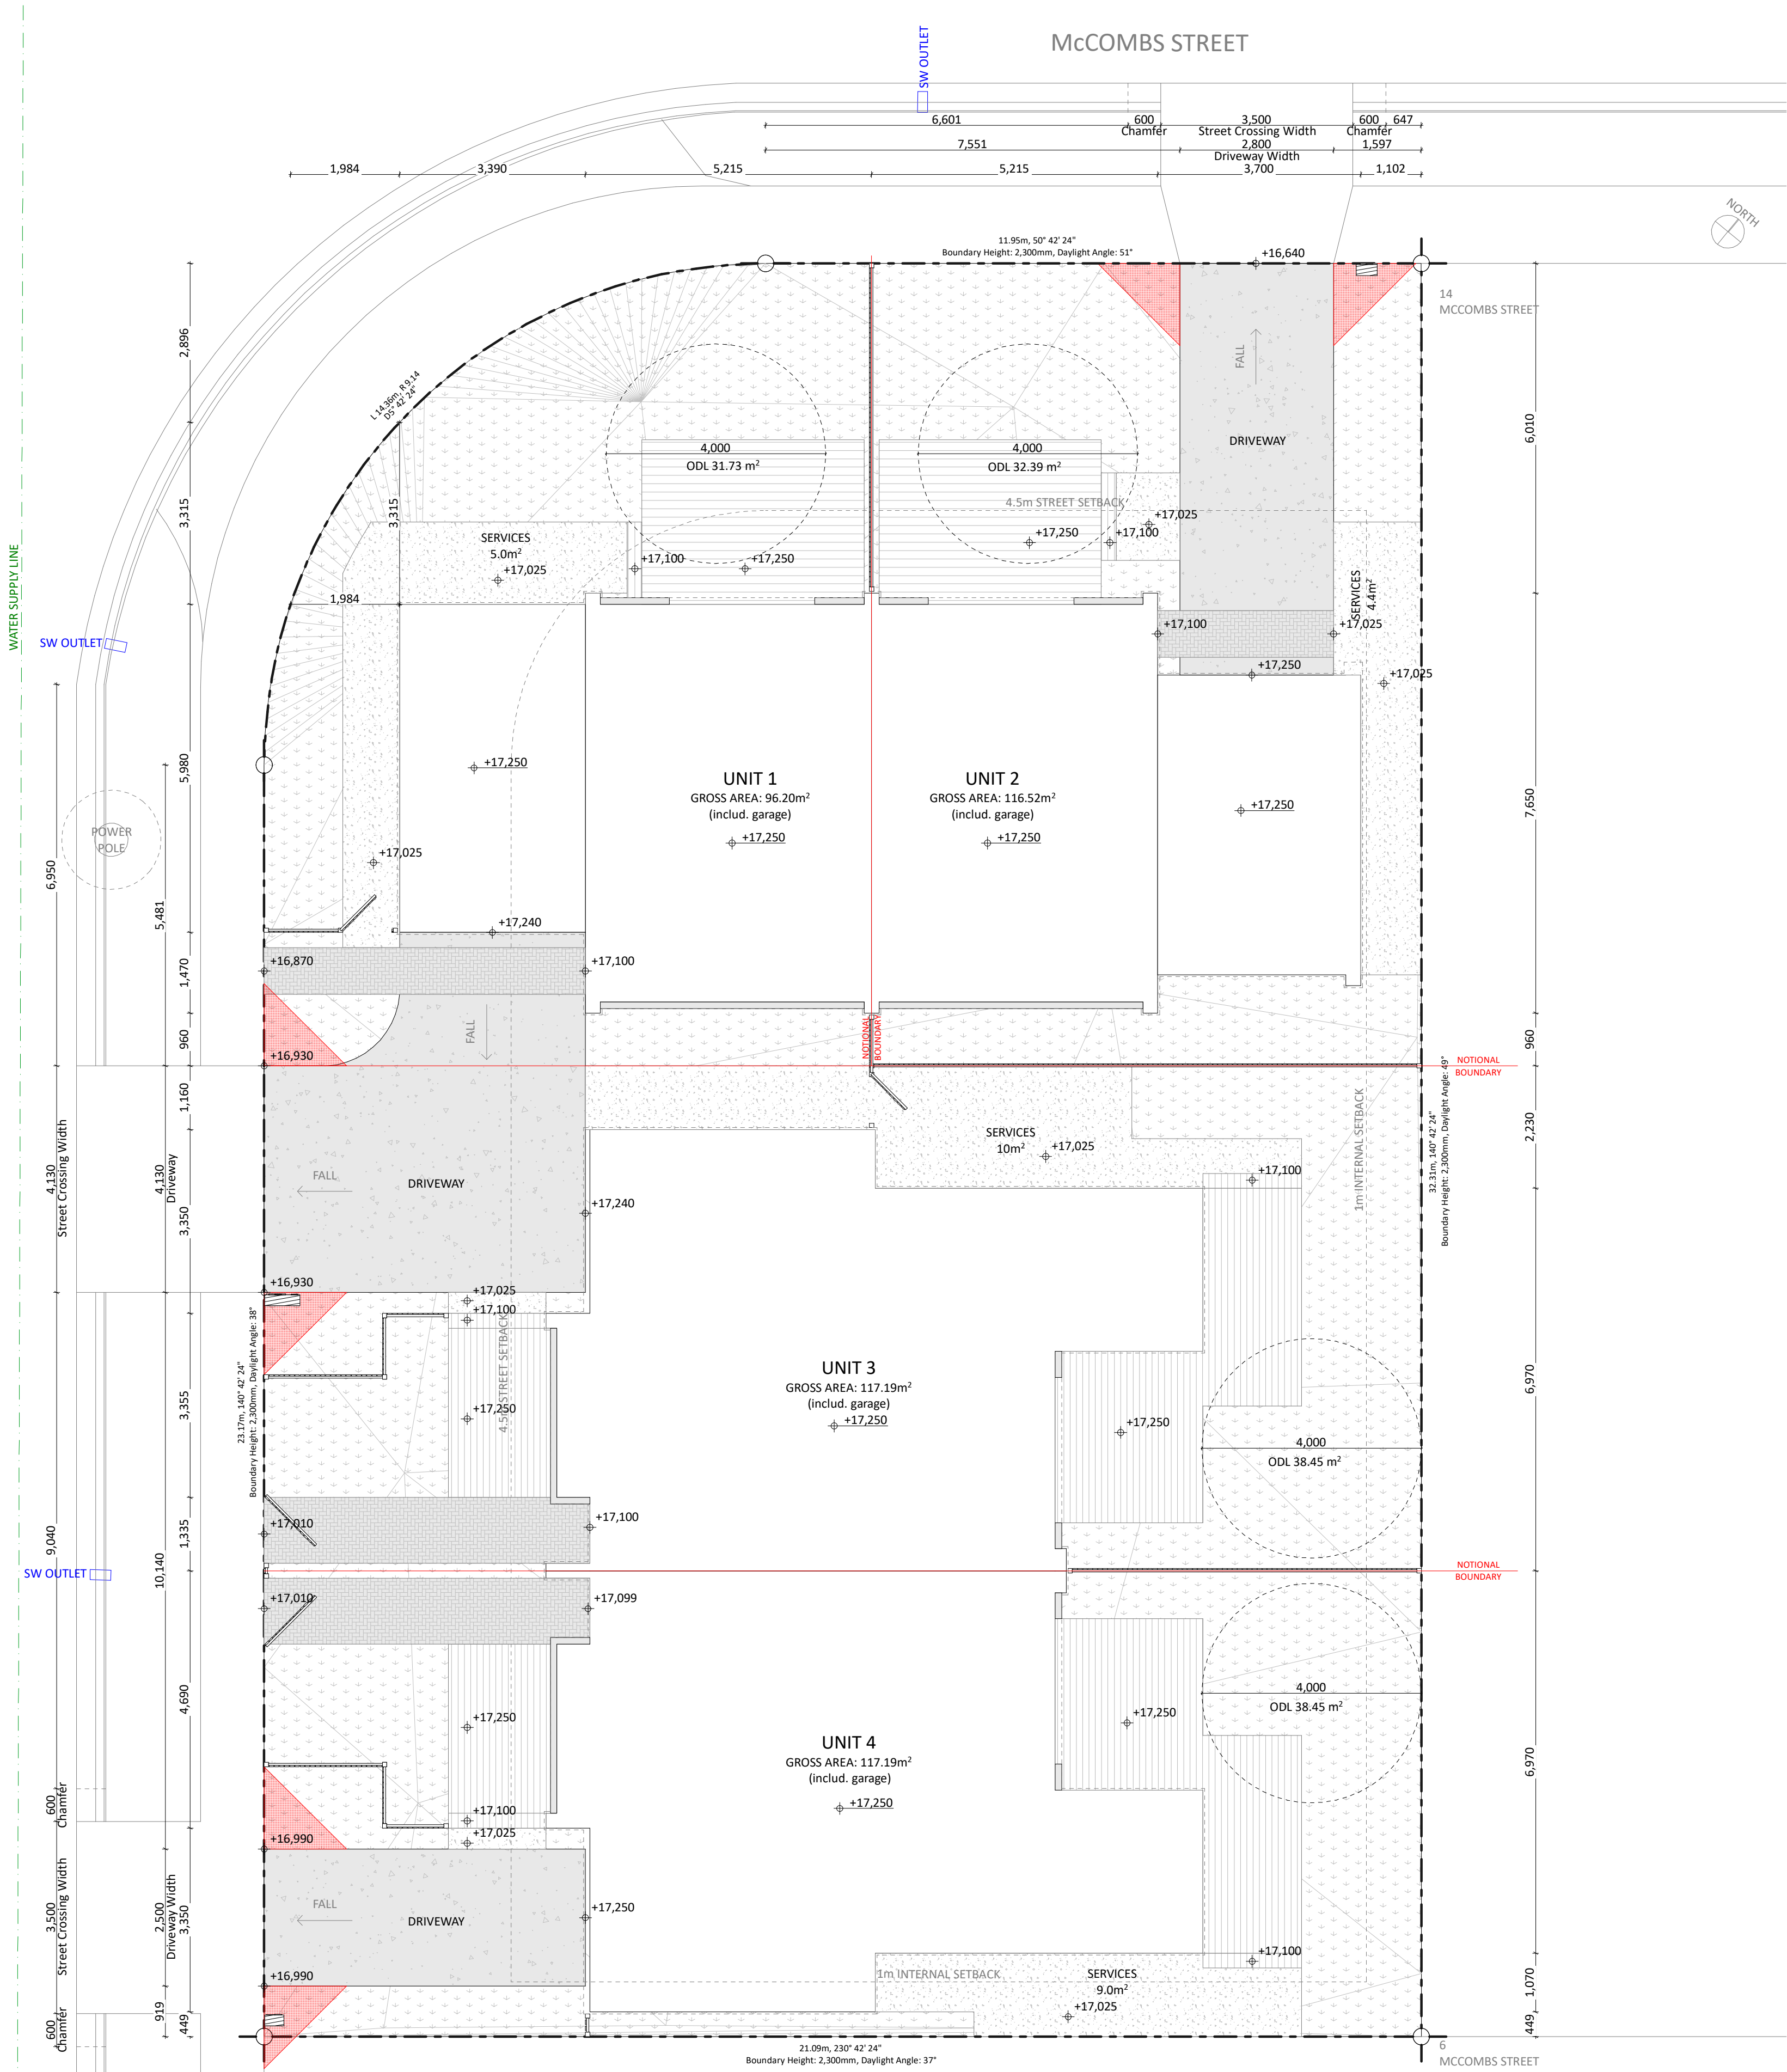 McCOMBS STREET
SW OUTLET
6,601
600
3,500
600
647
Chamfer
Street Crossing Width
Chamfer
7,551
2,800
1,597
Driveway Width
1,984
3,390
5,215
5,215
3,700
1,102
NORTH
11.95m, 50° 42' 24"
Boundary Height: 2,300mm, Daylight Angle: 51°
+16,640
14
MCCOMBS STREET
2,896
L 14.36m, R 9.14
D5° 42' 24"
FALL
DRIVEWAY
6,010
4,000
ODL 31.73 m²
4,000
ODL 32.39 m²
4.5m STREET SETBACK
3,315
3,315
SERVICES
5.0m²
+17,025
+17,100
+17,250
+17,250
+17,100
+17,025
WATER SUPPLY LINE
1,984
SERVICES
4.4m²
SW OUTLET
+17,100
+17,025
+17,250
+17,025
5,980
+17,250
UNIT 1
GROSS AREA: 96.20m²
(includ. garage)
+17,250
UNIT 2
GROSS AREA: 116.52m²
(includ. garage)
+17,250
+17,250
7,650
POWER
POLE
6,950
5,481
+17,025
+17,240
1,470
+16,870
+17,100
FALL
960
+16,930
NOTIONAL
BOUNDARY
960
NOTIONAL
BOUNDARY
1,160
SERVICES
10m²
+17,025
2,230
1m INTERNAL SETBACK
32.31m, 140° 42' 24"
Boundary Height: 2,300mm, Daylight Angle: 49°
4,130
Street Crossing Width
4,130
Driveway
3,350
FALL
DRIVEWAY
+17,100
+17,240
+16,930
+17,025
+17,100
4.5m STREET SETBACK
23.17m, 140° 42' 24"
Boundary Height: 2,300mm, Daylight Angle: 38°
UNIT 3
GROSS AREA: 117.19m²
(includ. garage)
+17,250
3,355
+17,250
+17,250
6,970
4,000
ODL 38.45 m²
9,040
1,335
+17,010
+17,100
10,140
SW OUTLET
NOTIONAL
BOUNDARY
+17,010
+17,099
4,690
+17,250
4,000
ODL 38.45 m²
+17,250
UNIT 4
GROSS AREA: 117.19m²
(includ. garage)
+17,250
6,970
600
Chamfer
+17,100
+17,025
+16,990
3,500
Street Crossing Width
2,500
Driveway Width
3,350
FALL
DRIVEWAY
+17,250
+17,100
+16,990
1m INTERNAL SETBACK
SERVICES
9.0m²
+17,025
1,070
600
Chamfer
919
449
449
21.09m, 230° 42' 24"
Boundary Height: 2,300mm, Daylight Angle: 37°
6
MCCOMBS STREET